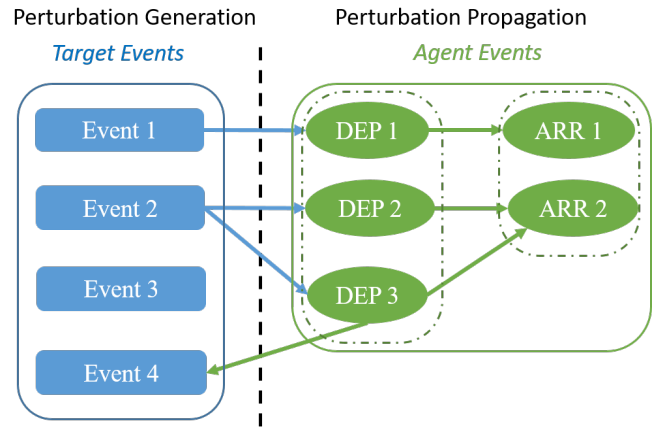 Perturbation Generation
Perturbation Propagation
Target Events
Agent Events
Event 1
DEP 1
ARR 1
Event 2
DEP 2
ARR 2
Event 3
DEP 3
Event 4